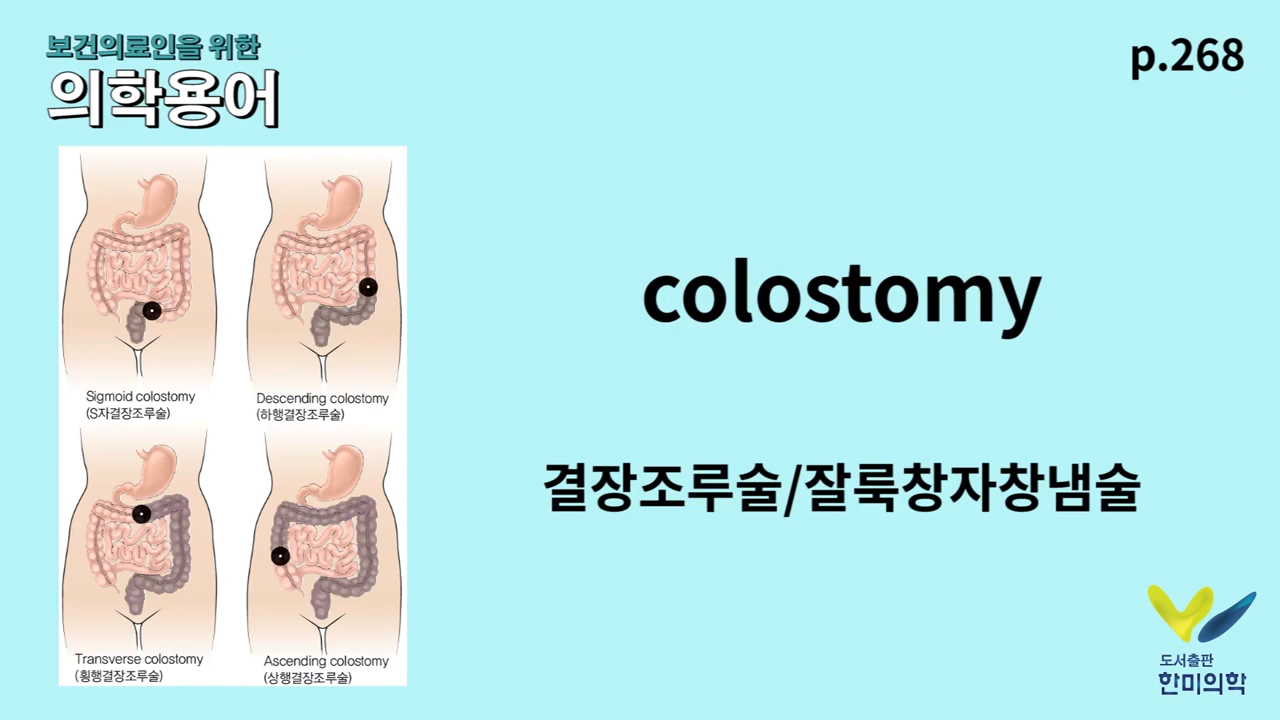 보건의료인을 위한
의학용어
p.268
Sigmoid colostomy
(S자결장조루술)
Descending colostomy
(하행결장조루술)
Transverse colostomy
(횡행결장조루술)
Ascending colostomy
(상행결장조루술)
colostomy
결장조루술/잘룩창자창냄술
도서출판
한미의학